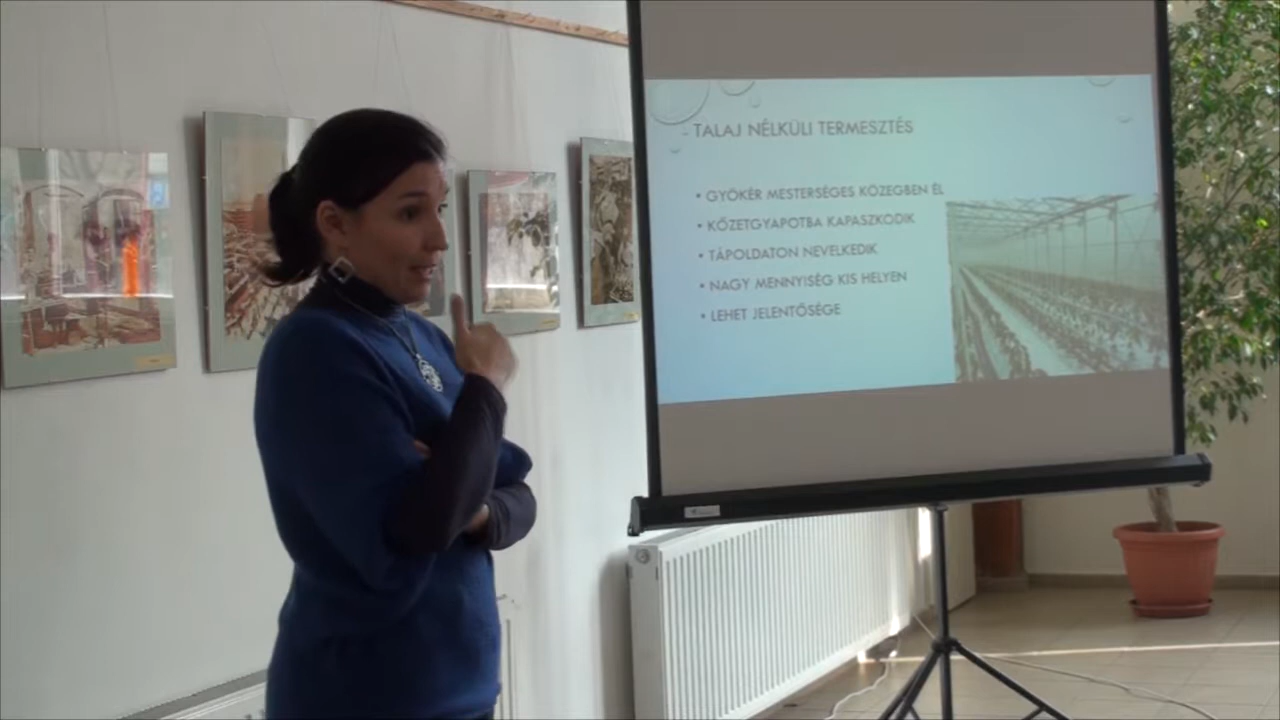 TALAJ NÉLKÜLI TERMESZTÉS
• GYÖKÉR MESTERSÉGES KÖZEGBEN ÉL
• KŐZETGYAPOTBA KAPASZKODIK
• TÁPOLDATON NEVELKEDIK
• NAGY MENNYISÉG KIS HELYEN
• LEHET JELENTŐSÉGE